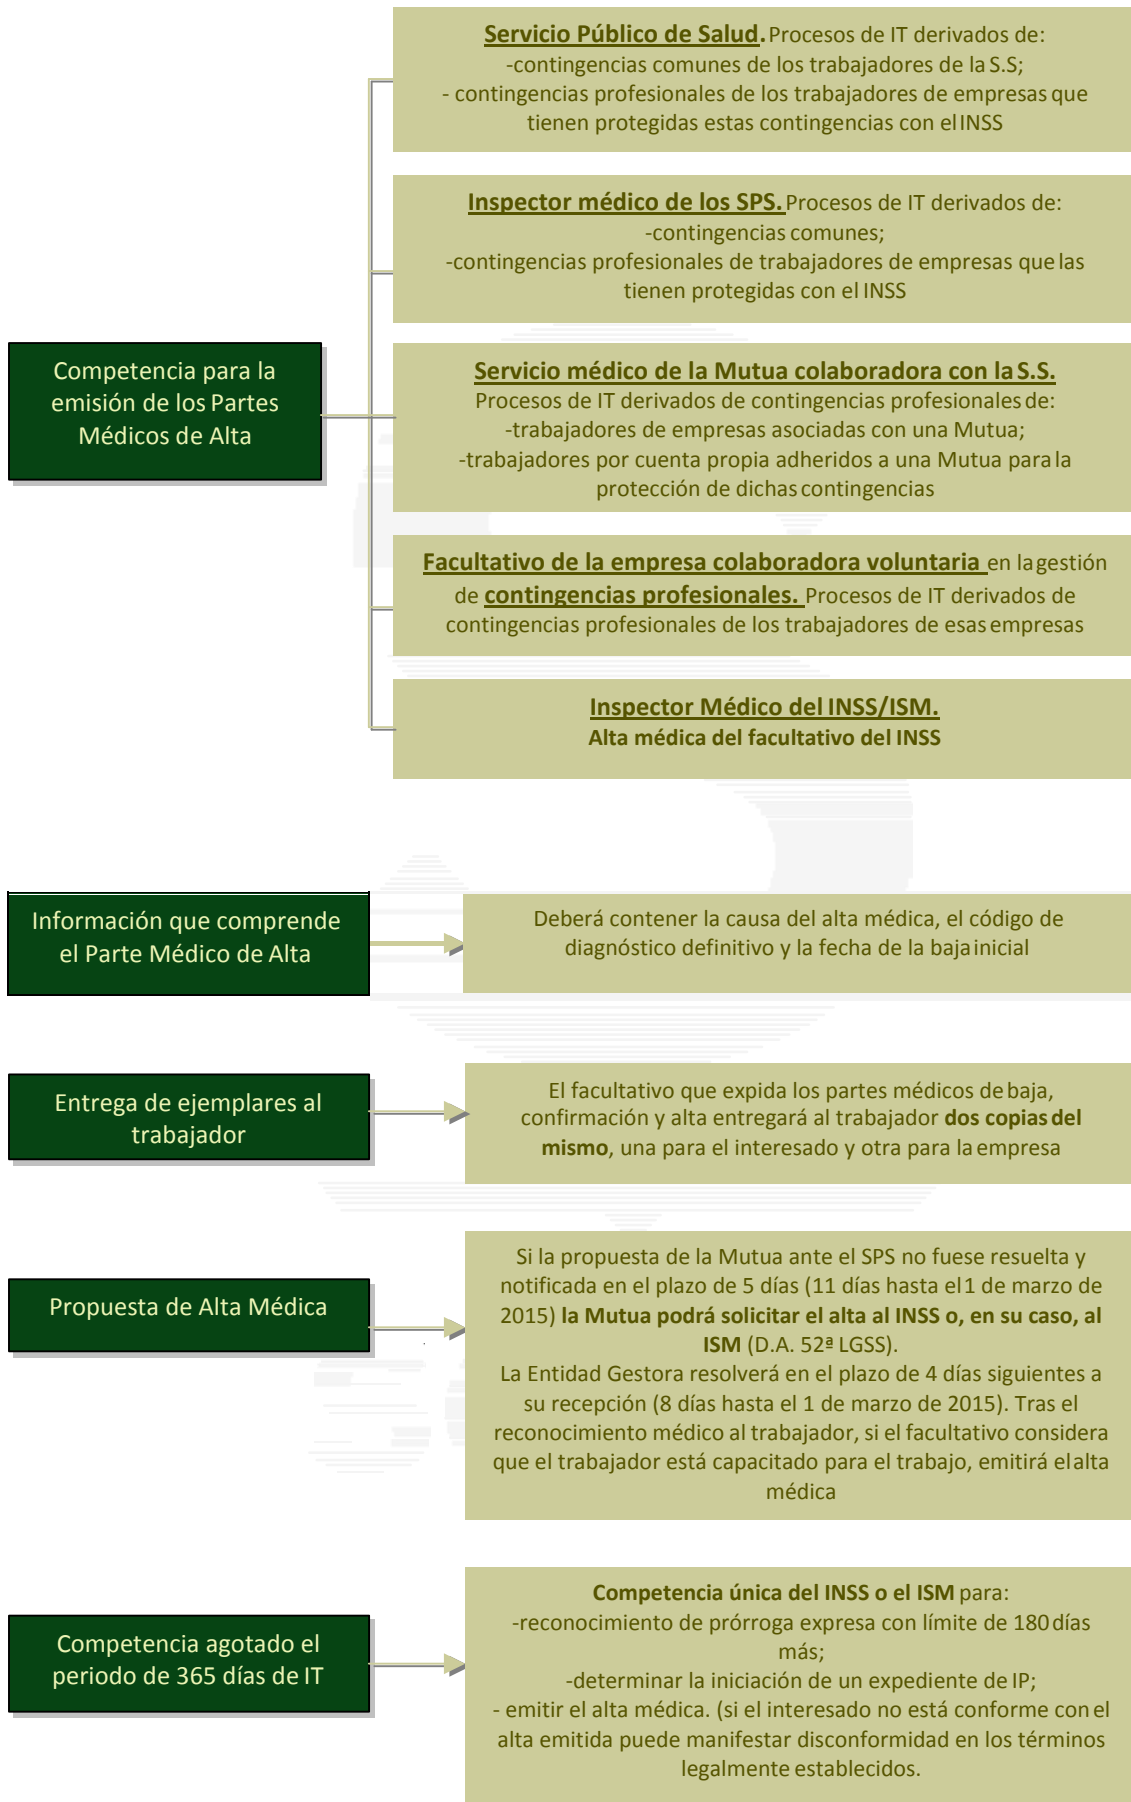 Servicio Público de Salud. Procesos de IT derivados de:
-contingencias comunes de los trabajadores de la S.S;
- contingencias profesionales de los trabajadores de empresas que
tienen protegidas estas contingencias con el INSS
Inspector médico de los SPS. Procesos de IT derivados de:
-contingencias comunes;
-contingencias profesionales de trabajadores de empresas que las
tienen protegidas con el INSS
Competencia para la
emisión de los Partes
Médicos de Alta
Servicio médico de la Mutua colaboradora con la S.S.
Procesos de IT derivados de contingencias profesionales de:
-trabajadores de empresas asociadas con una Mutua;
-trabajadores por cuenta propia adheridos a una Mutua para la
protección de dichas contingencias
Facultativo de la empresa colaboradora voluntaria en la gestión
de contingencias profesionales. Procesos de IT derivados de
contingencias profesionales de los trabajadores de esas empresas
Inspector Médico del INSS/ISM.
Alta médica del facultativo del INSS
Información que comprende
el Parte Médico de Alta
Deberá contener la causa del alta médica, el código de
diagnóstico definitivo y la fecha de la baja inicial
Entrega de ejemplares al
trabajador
El facultativo que expida los partes médicos de baja,
confirmación y alta entregará al trabajador dos copias del
mismo, una para el interesado y otra para la empresa
Propuesta de Alta Médica
Si la propuesta de la Mutua ante el SPS no fuese resuelta y
notificada en el plazo de 5 días (11 días hasta el 1 de marzo de
2015) la Mutua podrá solicitar el alta al INSS o, en su caso, al
ISM (D.A. 52ª LGSS).
La Entidad Gestora resolverá en el plazo de 4 días siguientes a
su recepción (8 días hasta el 1 de marzo de 2015). Tras el
reconocimiento médico al trabajador, si el facultativo considera
que el trabajador está capacitado para el trabajo, emitirá el alta
médica
Competencia agotado el
periodo de 365 días de IT
Competencia única del INSS o el ISM para:
-reconocimiento de prórroga expresa con límite de 180 días
más;
-determinar la iniciación de un expediente de IP;
- emitir el alta médica. (si el interesado no está conforme con el
alta emitida puede manifestar disconformidad en los términos
legalmente establecidos.